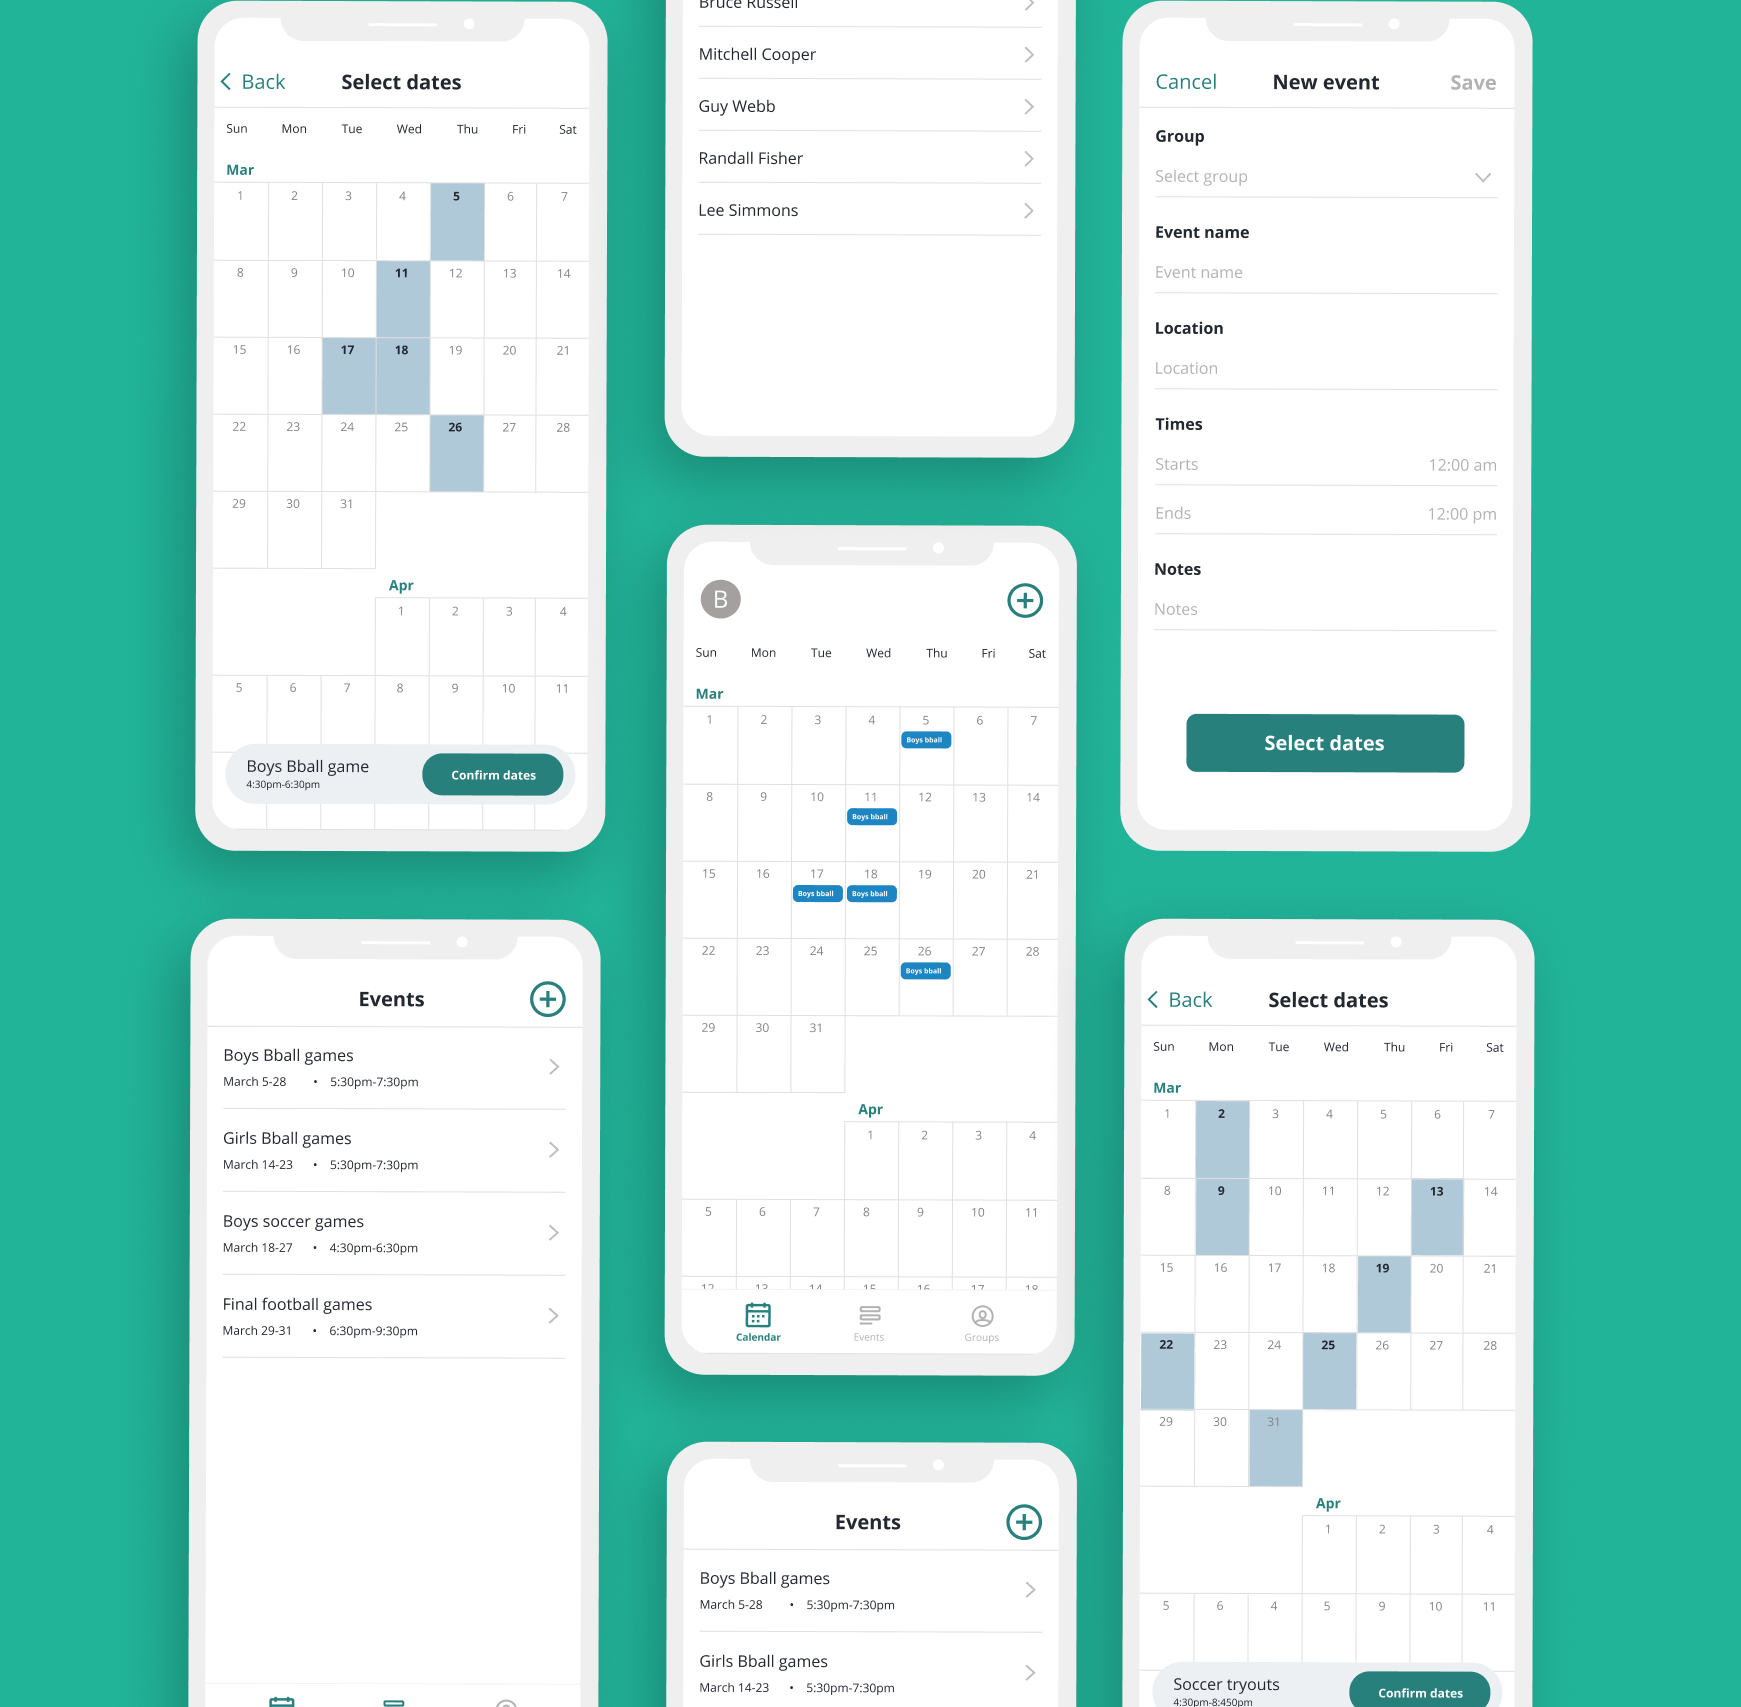 Back Select dates
Sun Mon Tue Wed Thu Fri Sat
Mar
1 2 3 4 5 6 7
8 9 10 11 12 13 14
15 16 17 18 19 20 21
22 23 24 25 26 27 28
29 30 31
Apr
1 2 3 4
5 6 7 8 9 10 11
Boys Bball game
4:30pm-6:30pm
Confirm dates
Bruce Russell
Mitchell Cooper
Guy Webb
Randall Fisher
Lee Simmons
Cancel New event Save
Group
Select group
Event name
Event name
Location
Location
Times
Starts 12:00 am
Ends 12:00 pm
Notes
Notes
Select dates
B
Sun Mon Tue Wed Thu Fri Sat
Mar
1 2 3 4 5 6 7
Boys bball
8 9 10 11 12 13 14
Boys bball
15 16 17 18 19 20 21
Boys bball Boys bball
22 23 24 25 26 27 28
Boys bball
29 30 31
Apr
1 2 3 4
5 6 7 8 9 10 11
12 13 14 15 16 17 18
Calendar Events Groups
Events
Boys Bball games
March 5-28 • 5:30pm-7:30pm
Girls Bball games
March 14-23 • 5:30pm-7:30pm
Boys soccer games
March 18-27 • 4:30pm-6:30pm
Final football games
March 29-31 • 6:30pm-9:30pm
Events
Boys Bball games
March 5-28 • 5:30pm-7:30pm
Girls Bball games
March 14-23 • 5:30pm-7:30pm
Back Select dates
Sun Mon Tue Wed Thu Fri Sat
Mar
1 2 3 4 5 6 7
8 9 10 11 12 13 14
15 16 17 18 19 20 21
22 23 24 25 26 27 28
29 30 31
Apr
1 2 3 4
5 6 4 5 9 10 11
Soccer tryouts
4:30pm-8:450pm
Confirm dates